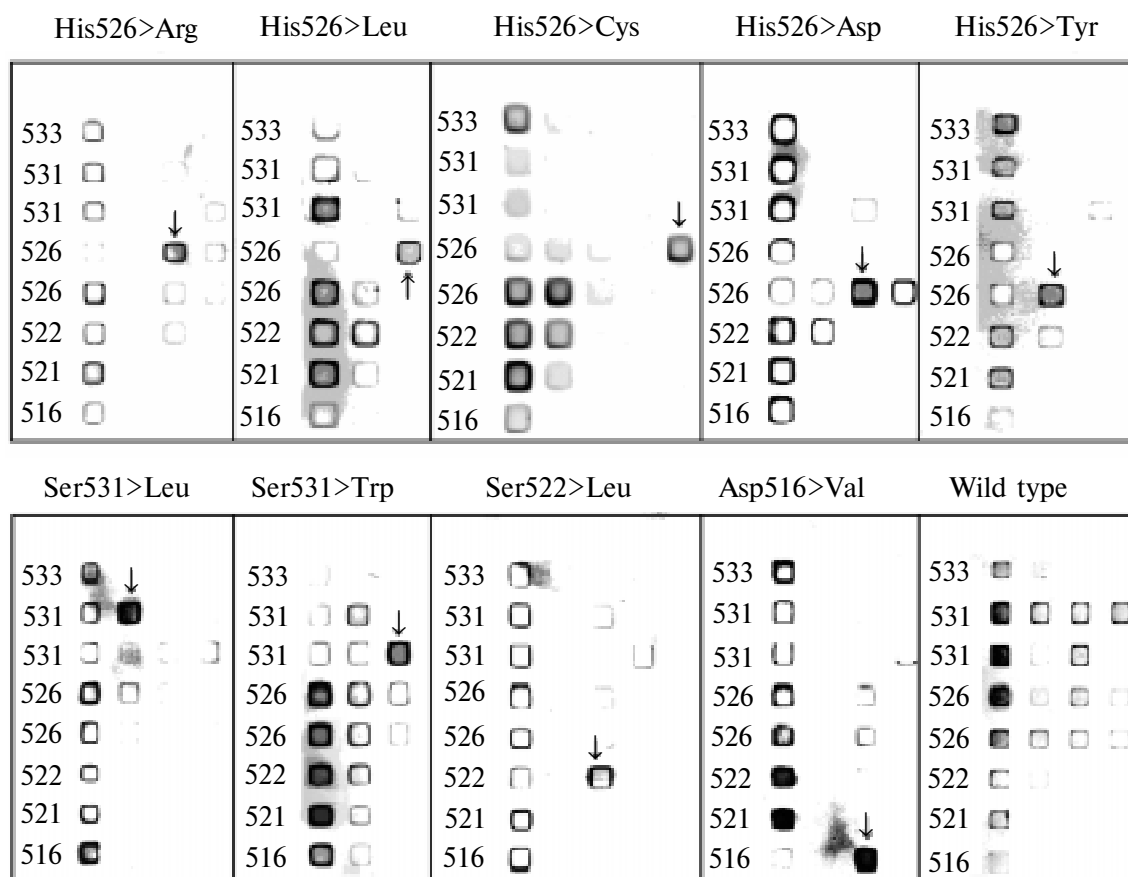 His526>Arg His526>Leu His526>Cys His526>Asp His526>Tyr
533 533 533 533 533
531 531 531 531 531
531 531 531 531 531
526 526 526 526 526
526 526 526 526 526
522 522 522 522 522
521 521 521 521 521
516 516 516 516 516
Ser531>Leu Ser531>Trp Ser522>Leu Asp516>Val Wild type
533 533 533 533 533
531 531 531 531 531
531 531 531 531 531
526 526 526 526 526
526 526 526 526 526
522 522 522 522 522
521 521 521 521 521
516 516 516 516 516